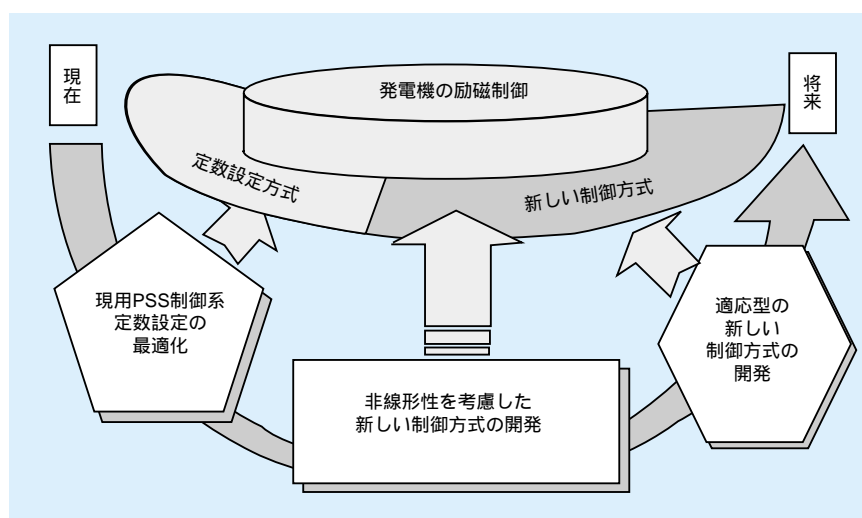 現在
発電機の励磁制御
将来
定数設定方式
新しい制御方式
現用PSS制御系
定数設定の
最適化
非線形性を考慮した
新しい制御方式の開発
適応型の
新しい
制御方式の
開発